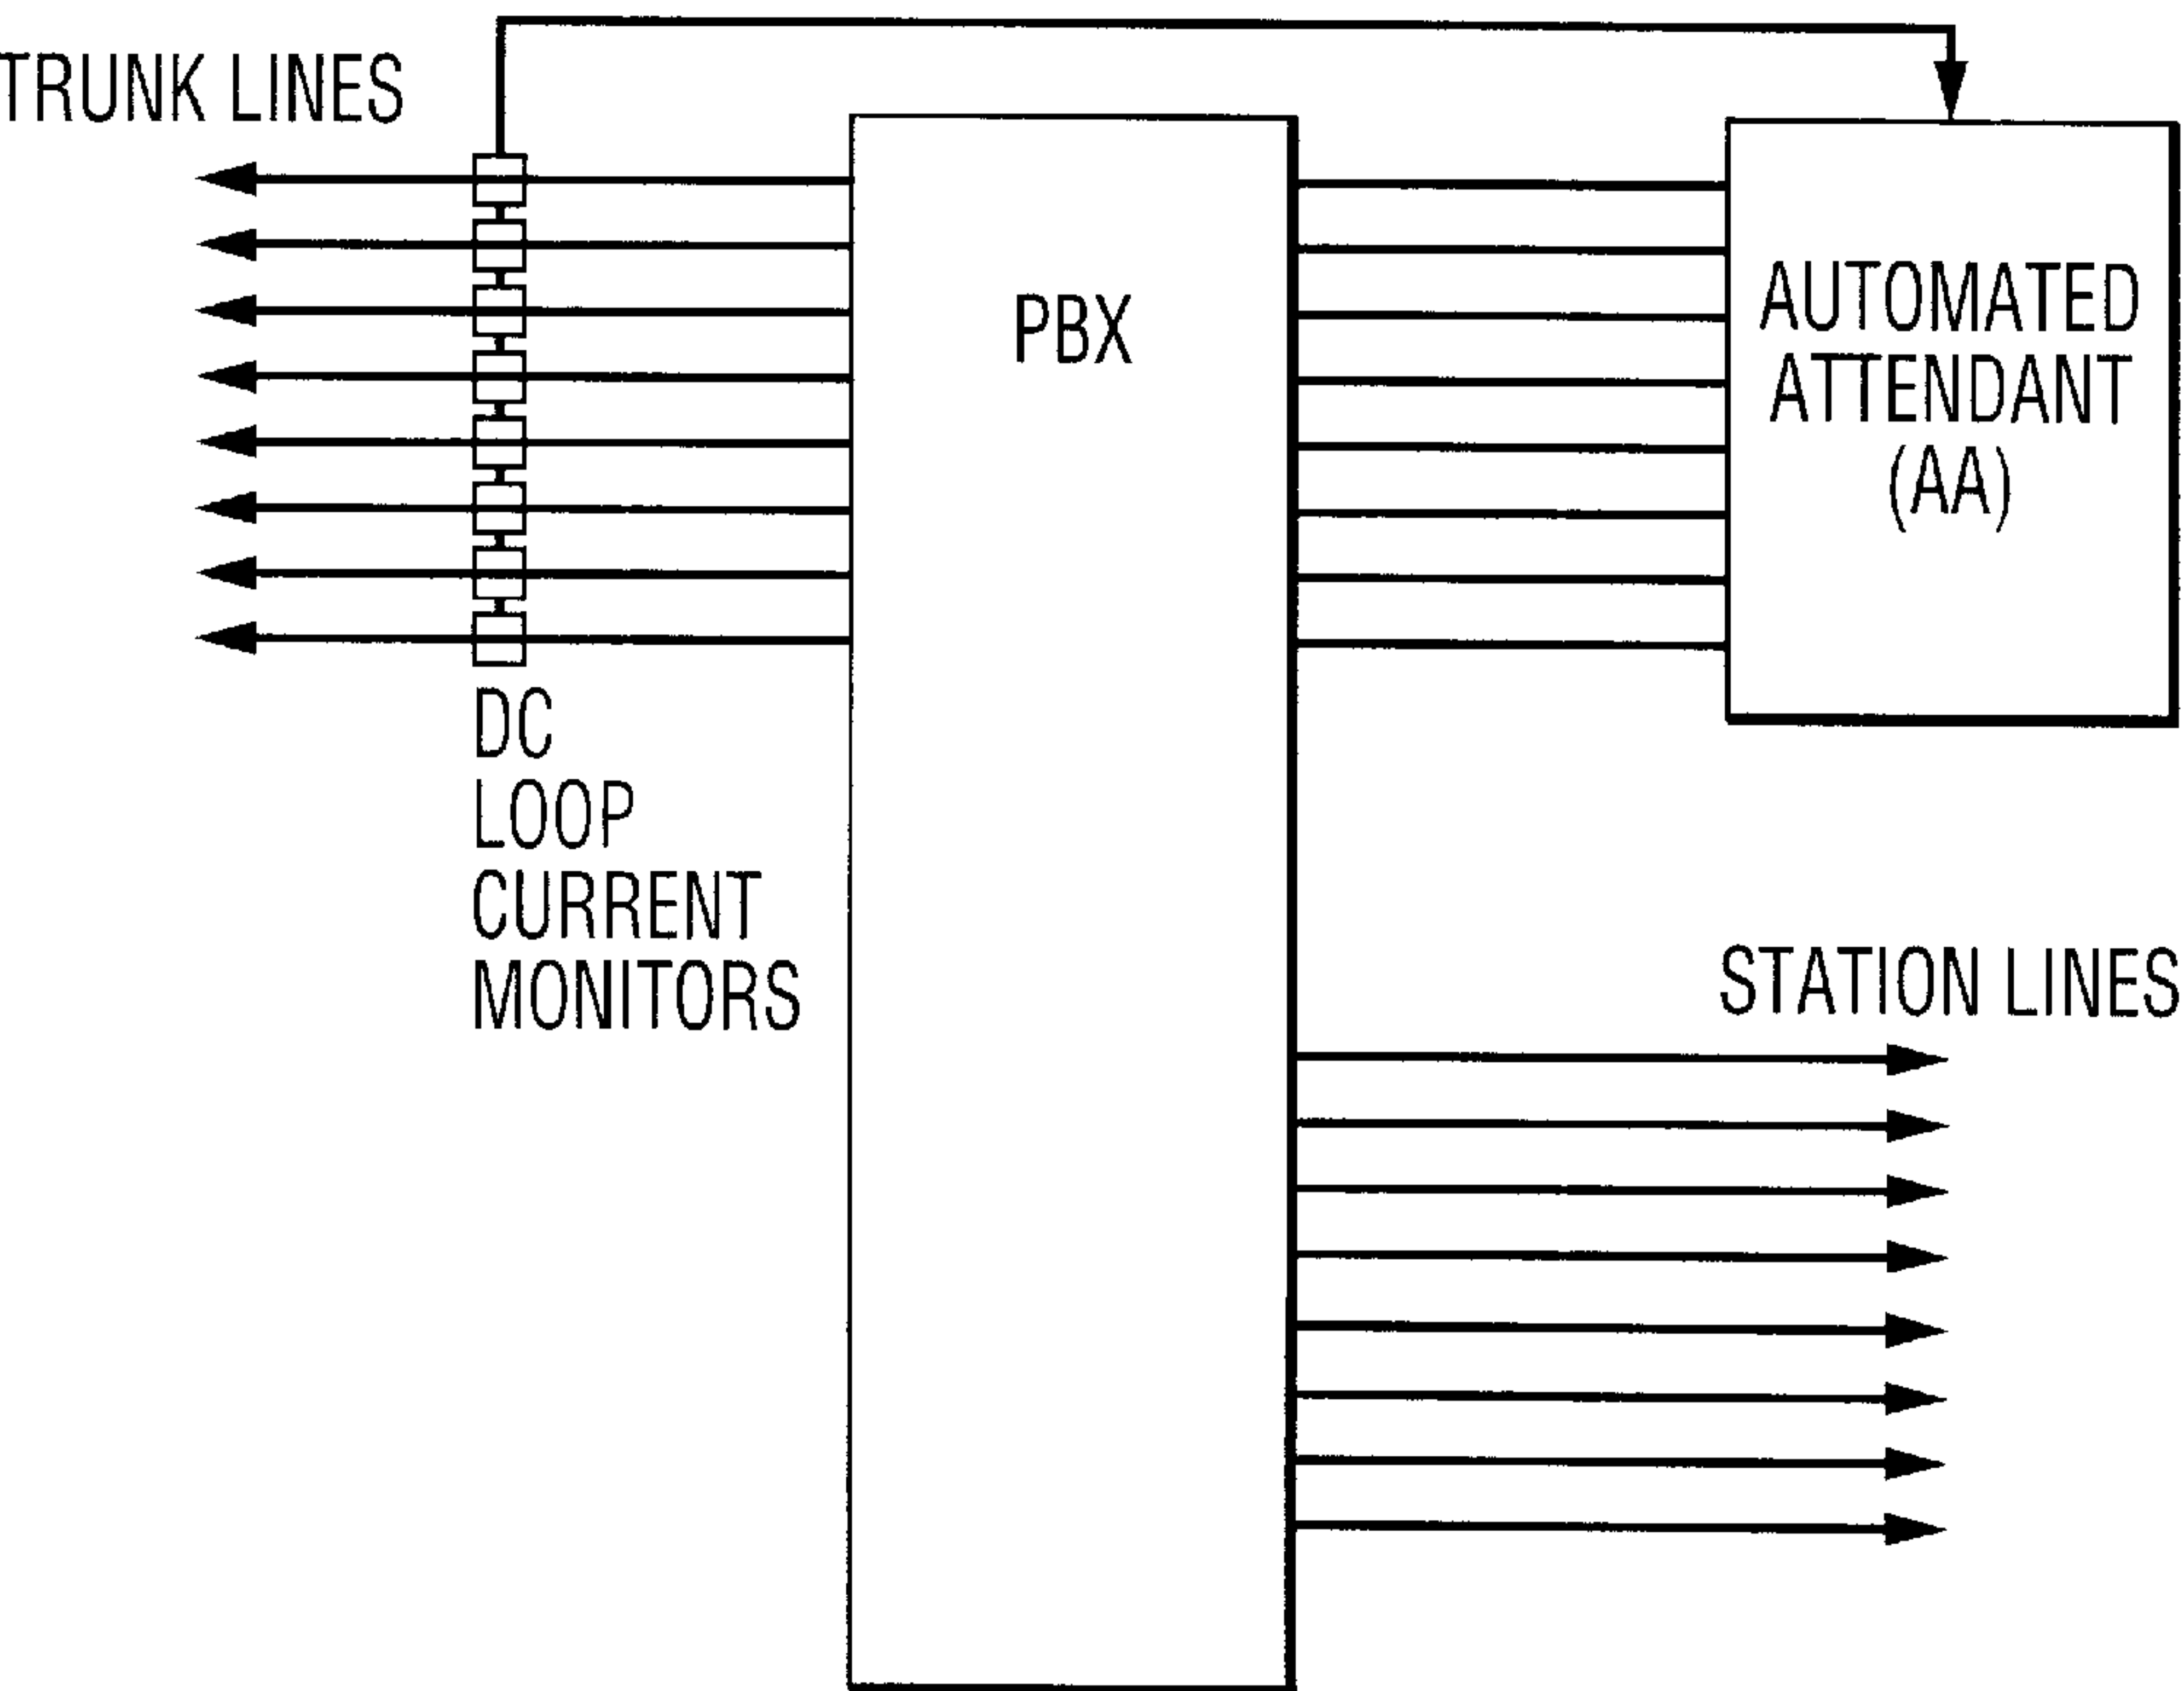 TRUNK LINES
PBX
AUTOMATED
ATTENDANT
(AA)
DC
LOOP
CURRENT
MONITORS
STATION LINES